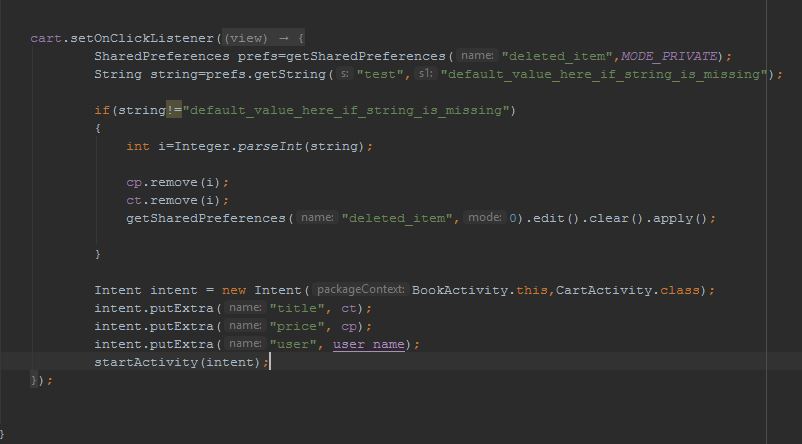 cart.setOnClickListener((view) → {
SharedPreferences prefs=getSharedPreferences( name: "deleted_item",MODE_PRIVATE);
String string=prefs.getString( s: "test", s1: "default_value_here_if_string_is_missing");
if(string!="default_value_here_if_string_is_missing")
{
int i=Integer.parseInt(string);
cp.remove(i);
ct.remove(i);
getSharedPreferences( name: "deleted_item", mode: 0).edit().clear().apply();
}
Intent intent = new Intent( packageContext: BookActivity.this,CartActivity.class);
intent.putExtra( name: "title", ct);
intent.putExtra( name: "price", cp);
intent.putExtra( name: "user", user_name);
startActivity(intent);
});
}